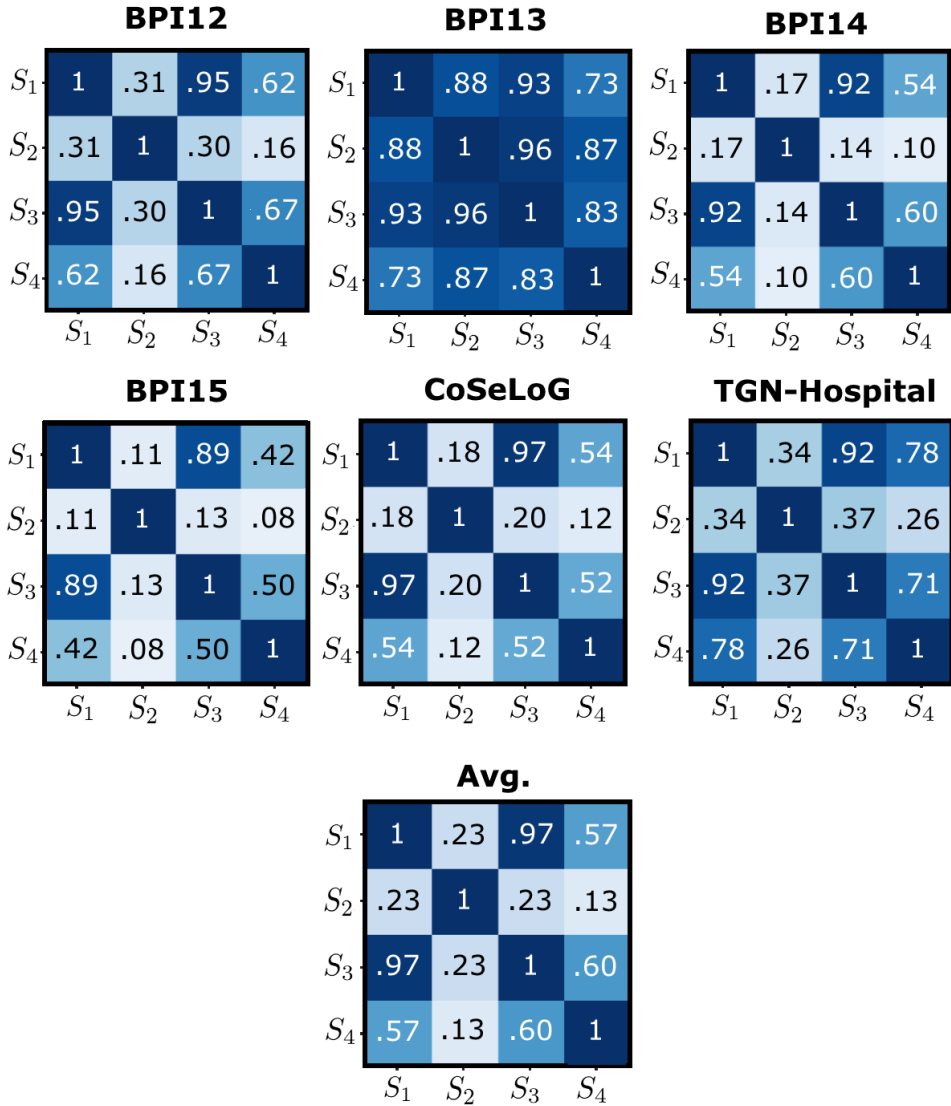 BPI12 BPI13 BPI14
S1 1 .31 .95 .62 S1 1 .88 .93 .73 S1 1 .17 .92 .54
S2 .31 1 .30 .16 S2 .88 1 .96 .87 S2 .17 1 .14 .10
S3 .95 .30 1 .67 S3 .93 .96 1 .83 S3 .92 .14 1 .60
S4 .62 .16 .67 1 S4 .73 .87 .83 1 S4 .54 .10 .60 1
S1 S2 S3 S4 S1 S2 S3 S4 S1 S2 S3 S4
BPI15 CoSeLoG TGN-Hospital
S1 1 .11 .89 .42 S1 1 .18 .97 .54 S1 1 .34 .92 .78
S2 .11 1 .13 .08 S2 .18 1 .20 .12 S2 .34 1 .37 .26
S3 .89 .13 1 .50 S3 .97 .20 1 .52 S3 .92 .37 1 .71
S4 .42 .08 .50 1 S4 .54 .12 .52 1 S4 .78 .26 .71 1
S1 S2 S3 S4 S1 S2 S3 S4 S1 S2 S3 S4
Avg.
S1 1 .23 .97 .57
S2 .23 1 .23 .13
S3 .97 .23 1 .60
S4 .57 .13 .60 1
S1 S2 S3 S4